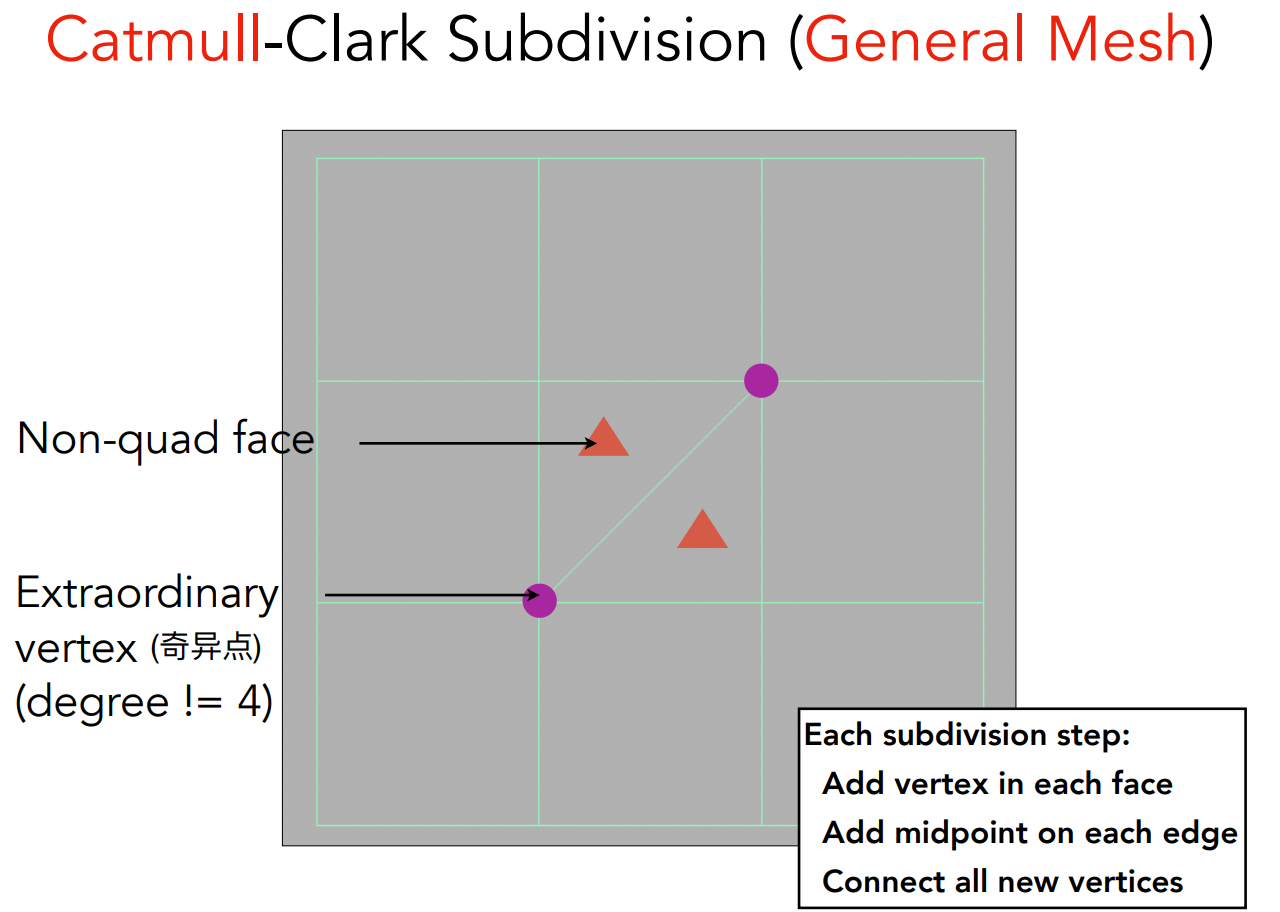 Catmull-Clark Subdivision (General Mesh)
Non-quad face
Extraordinary
vertex (奇异点)
(degree != 4)
Each subdivision step:
Add vertex in each face
Add midpoint on each edge
Connect all new vertices